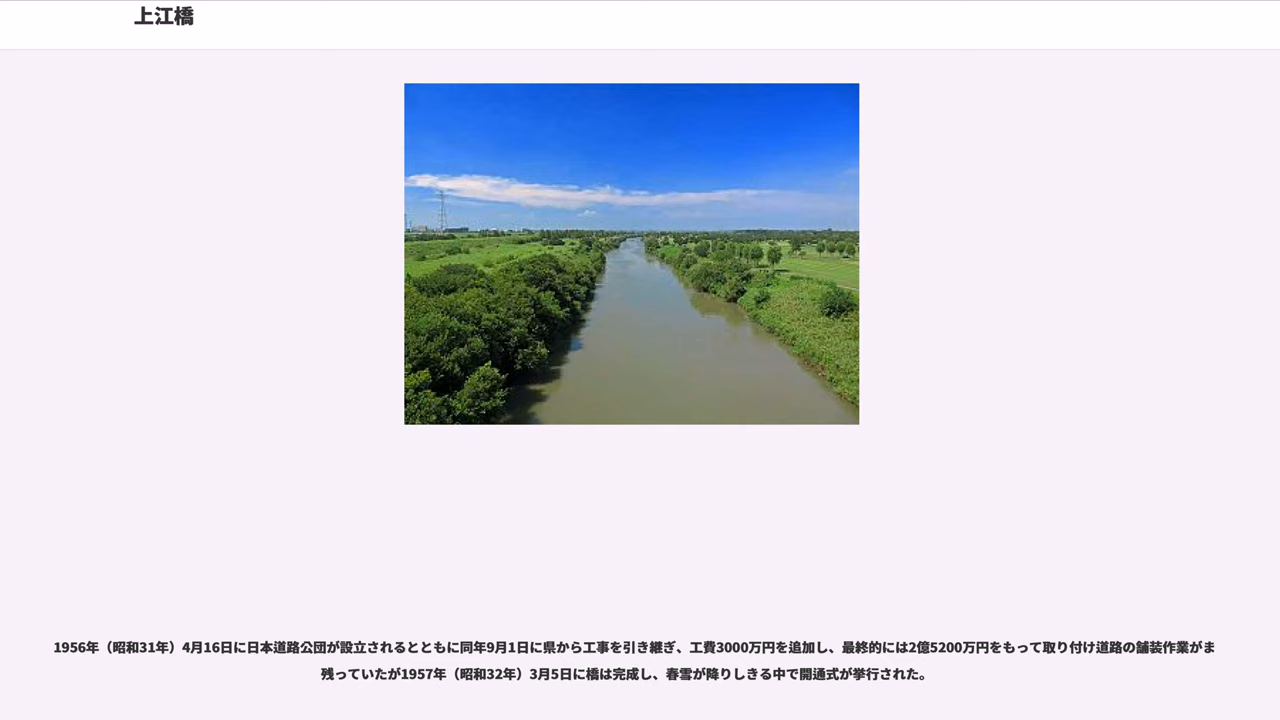 上江橋
1956年（昭和31年）4月16日に日本道路公団が設立されるとともに同年9月1日に県から工事を引き継ぎ、工費3000万円を追加し、最終的には2億5200万円をもって取り付け道路の舗装作業がま
残っていたが1957年（昭和32年）3月5日に橋は完成し、春雪が降りしきる中で開通式が挙行された。